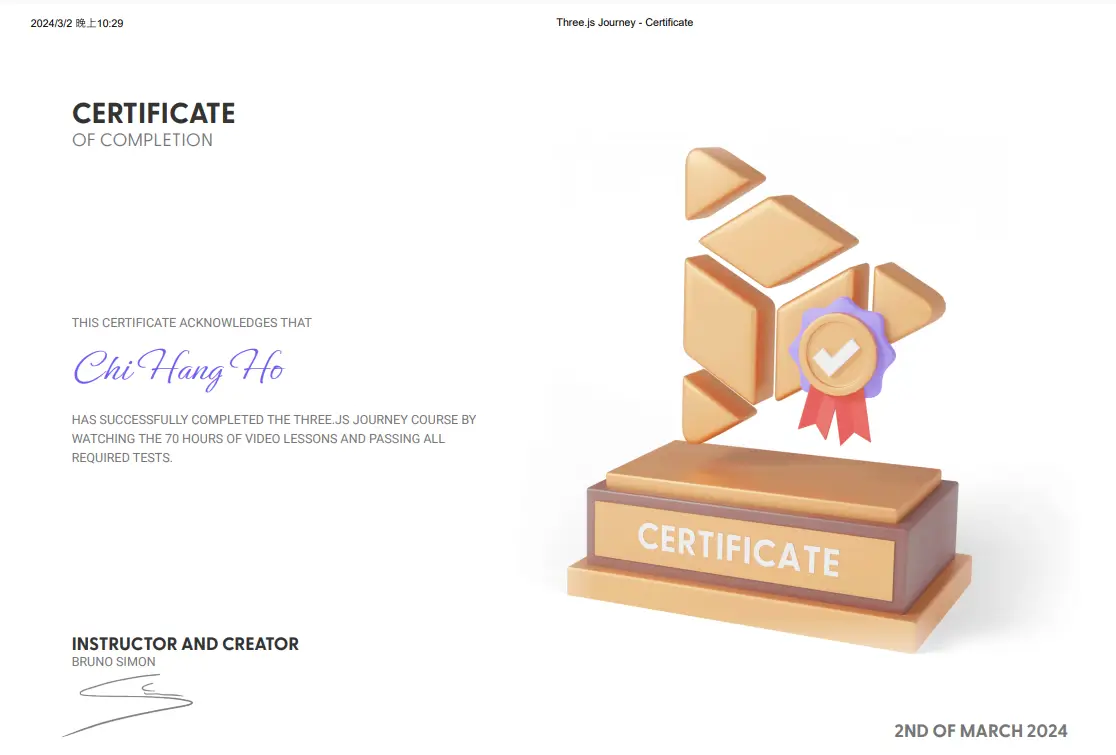 2024/3/2 晚上10:29
Three.js Journey - Certificate
CERTIFICATE
OF COMPLETION
THIS CERTIFICATE ACKNOWLEDGES THAT
Chi Hang Ho
HAS SUCCESSFULLY COMPLETED THE THREE.JS JOURNEY COURSE BY
WATCHING THE 70 HOURS OF VIDEO LESSONS AND PASSING ALL
REQUIRED TESTS.
CERTIFICATE
INSTRUCTOR AND CREATOR
BRUNO SIMON
2ND OF MARCH 2024